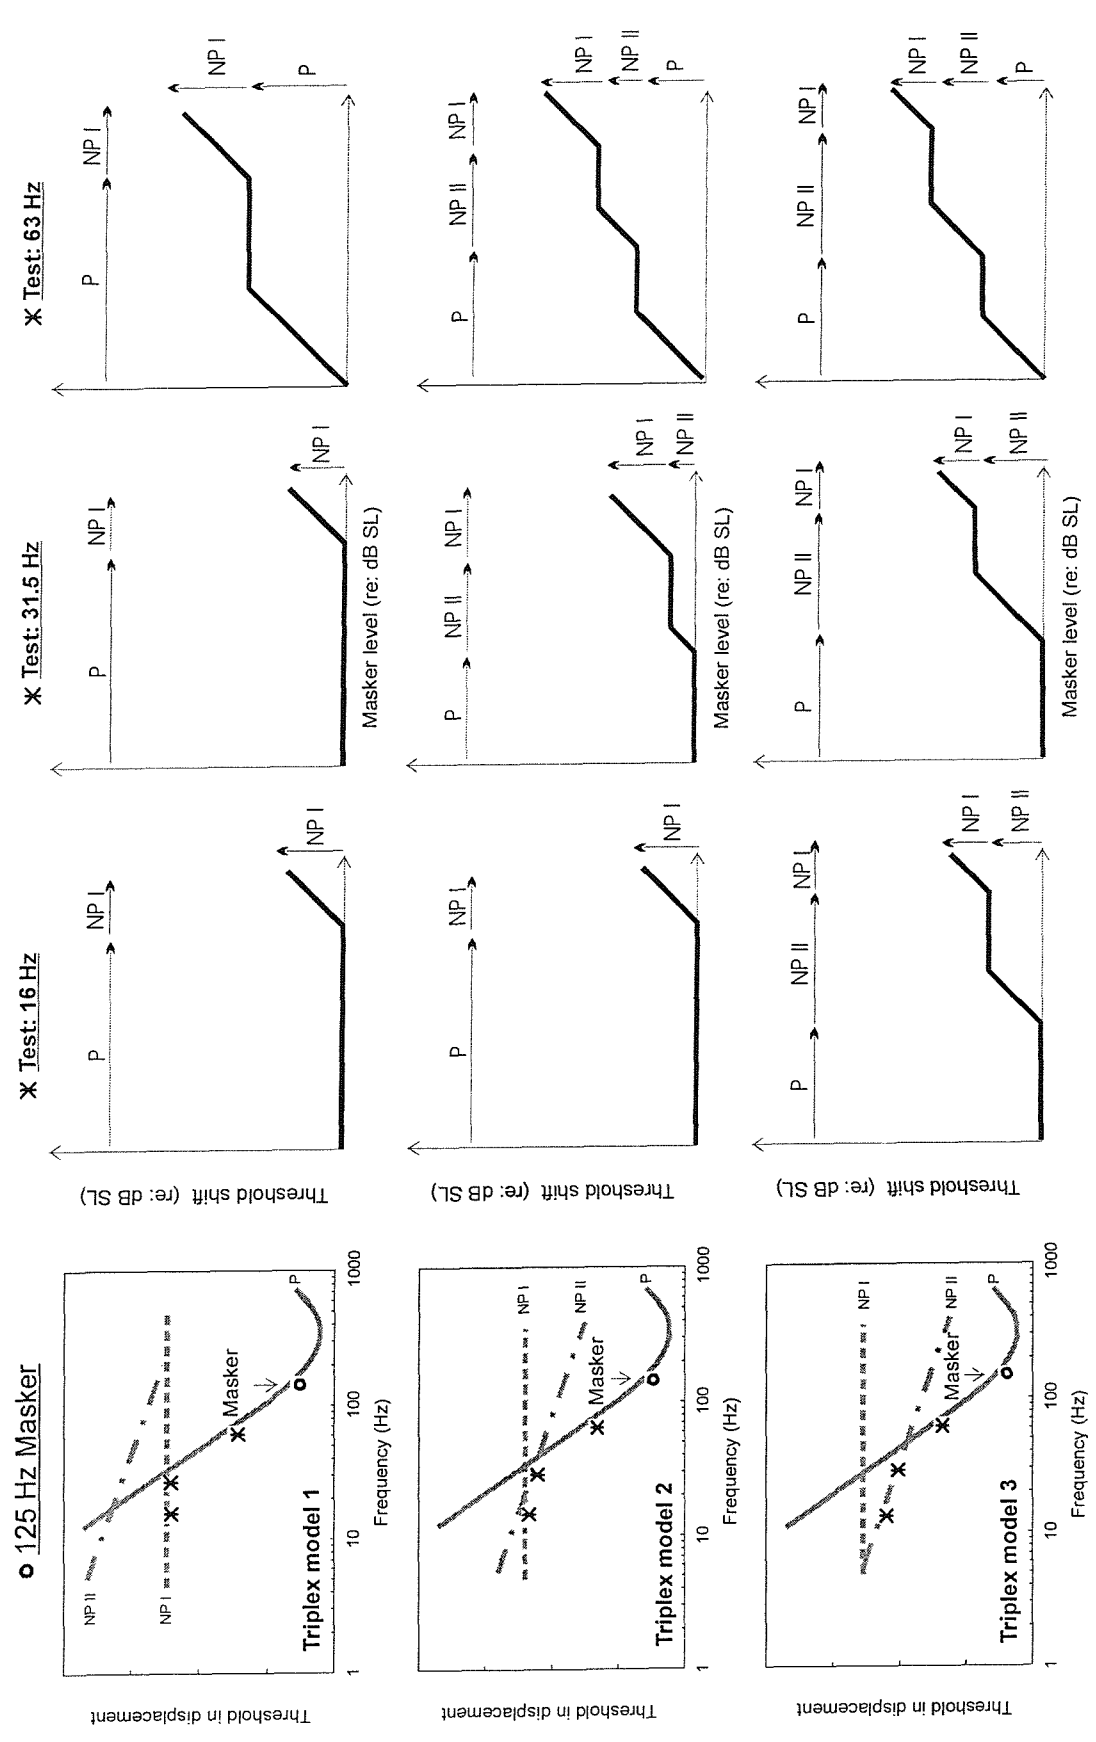 O 125 Hz Masker
Ж Test: 16 Hz
Ж Test: 31.5 Hz
Ж Test: 63 Hz
Threshold in displacement
NP II
NP I
Masker
P
Triplex model 1
1
10
100
1000
Frequency (Hz)
Threshold shift (re: dB SL)
P
NP I
NP I
P
NP I
NP I
Masker level (re: dB SL)
P
NP I
NP I
P
Threshold in displacement
NP I
NP II
Masker
P
Triplex model 2
1
10
100
1000
Frequency (Hz)
Threshold shift (re: dB SL)
P
NP I
NP I
P
NP II
NP I
NP I
NP II
Masker level (re: dB SL)
P
NP II
NP I
NP I
NP II
P
Threshold in displacement
NP I
NP II
Masker
P
Triplex model 3
1
10
100
1000
Frequency (Hz)
Threshold shift (re: dB SL)
P
NP II
NP I
NP I
NP II
P
NP II
NP I
NP I
NP II
Masker level (re: dB SL)
P
NP II
NP I
NP I
NP II
P